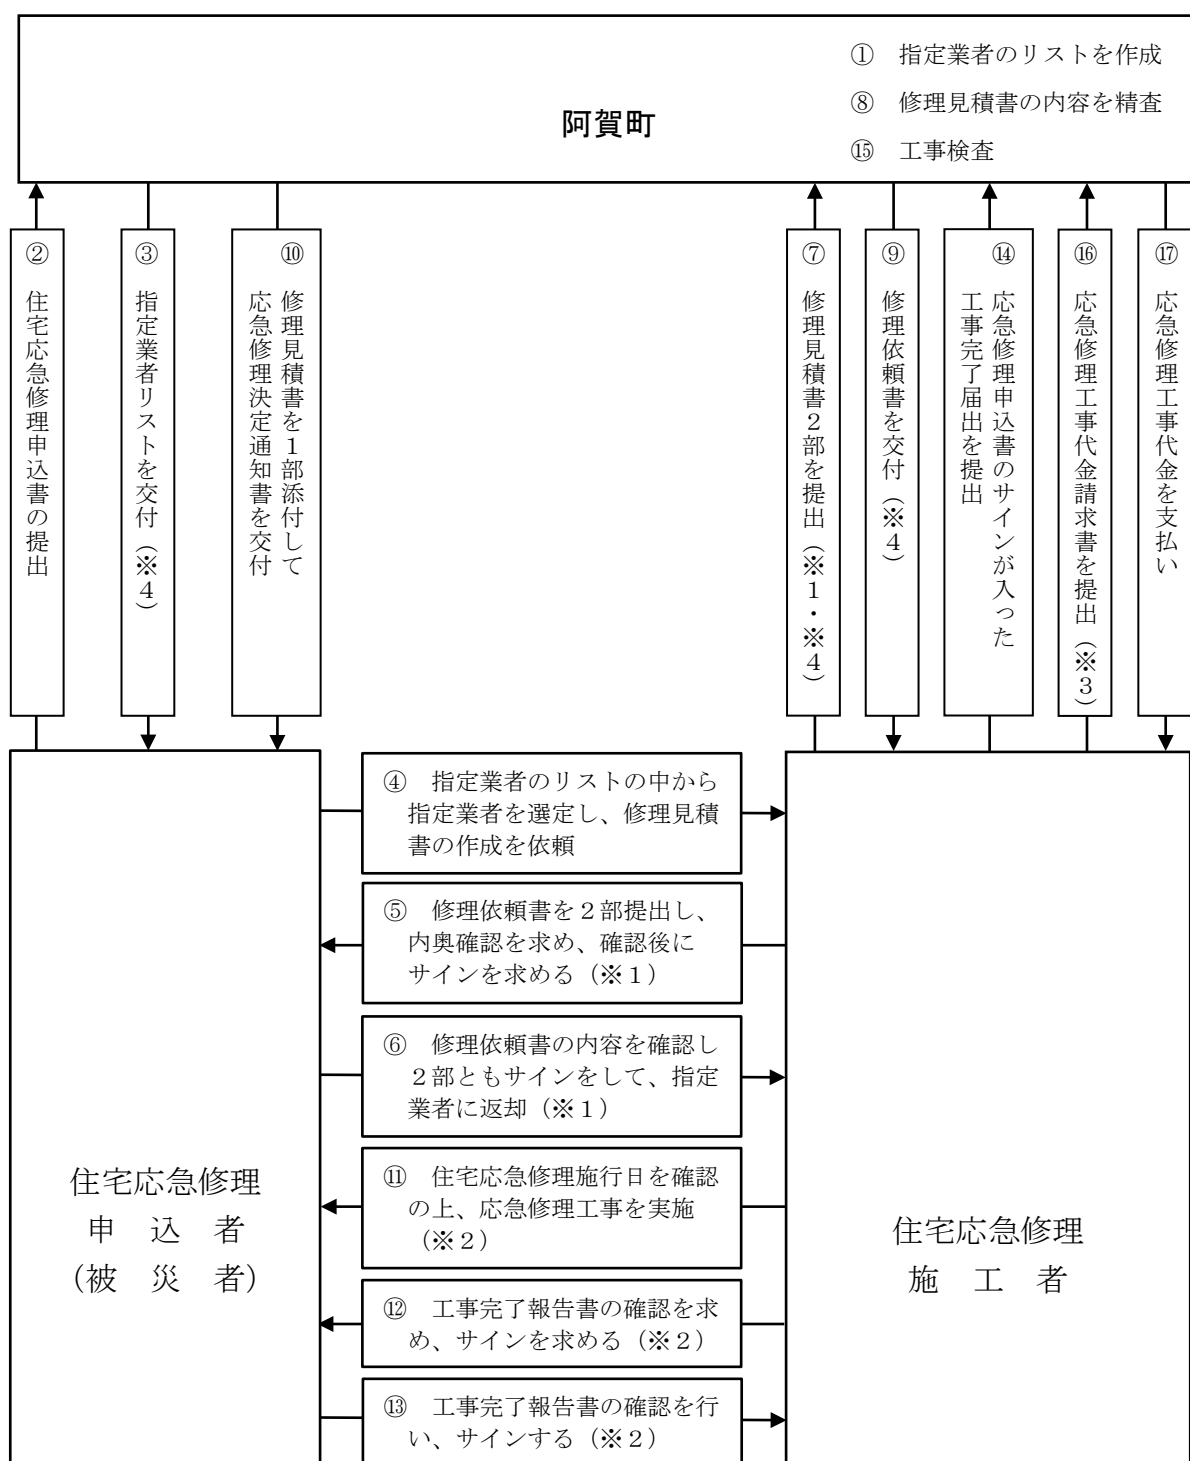 ① 指定業者のリストを作成
⑧ 修理見積書の内容を精査
阿賀町
⑮ 工事検査
② 住宅応急修理申込書の提出
③ 指定業者リストを交付（※４）
⑩ 修理見積書を１部添付して
応急修理決定通知書を交付
⑦ 修理見積書２部を提出（※１・※４）
⑨ 修理依頼書を交付（※４）
⑭ 応急修理申込書のサインが入った
工事完了届出を提出
⑯ 応急修理工事代金請求書を提出（※３）
⑰ 応急修理工事代金を支払い
④ 指定業者のリストの中から
指定業者を選定し、修理見積
書の作成を依頼
⑤ 修理依頼書を２部提出し、
内奥確認を求め、確認後に
サインを求める（※１）
⑥ 修理依頼書の内容を確認し
２部ともサインをして、指定
業者に返却（※１）
⑪ 住宅応急修理施行日を確認
の上、応急修理工事を実施
（※２）
⑫ 工事完了報告書の確認を求
め、サインを求める（※２）
⑬ 工事完了報告書の確認を行
い、サインする（※２）
住宅応急修理
申 込 者
（被 災 者）
住宅応急修理
施 工 者